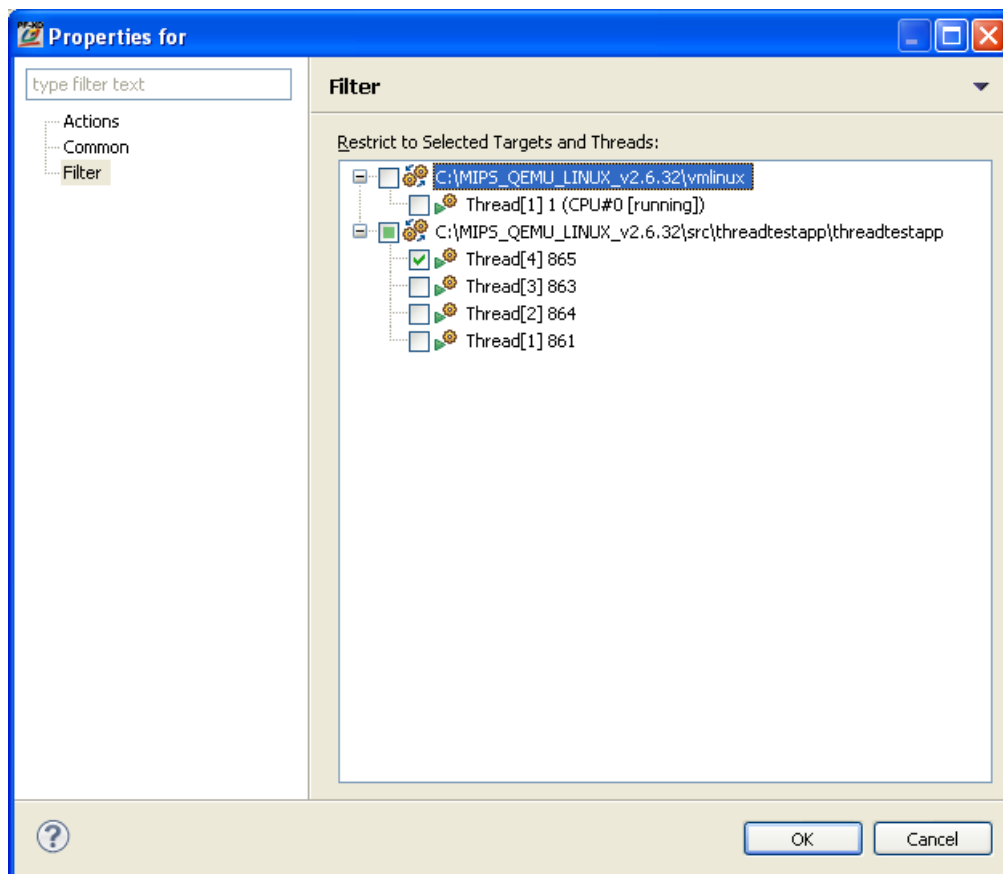 Properties for
type filter text
Actions
Common
Filter
Filter
Restrict to Selected Targets and Threads:
C:\MIPS_QEMU_LINUX_v2.6.32\vmlinux
Thread[1] 1 (CPU#0 [running])
C:\MIPS_QEMU_LINUX_v2.6.32\src\threadtestapp\threadtestapp
Thread[4] 865
Thread[3] 863
Thread[2] 864
Thread[1] 861
?
OK
Cancel